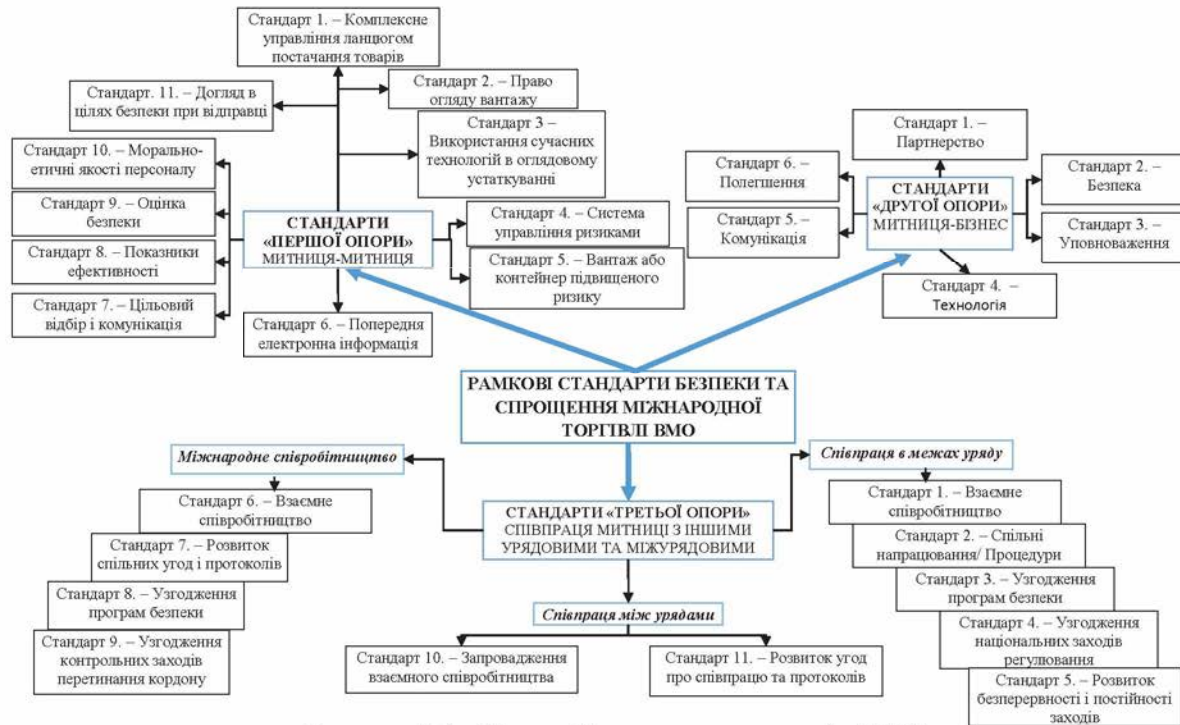 Стандарт 1. – Комплексне
управління ланцюгом
постачання товарів
Стандарт 2. – Право
огляду вантажу
Стандарт. 11. – Догляд в
цілях безпеки при відправці
Стандарт 3 –
Використання сучасних
технологій в оглядовому
устаткуванні
Стандарт 10. – Морально-
етичні якості персоналу
Стандарт 9. – Оцінка
безпеки
Стандарт 8. – Показники
ефективності
Стандарт 7. – Цільовий
відбір і комунікація
СТАНДАРТИ
«ПЕРШОЇ ОПОРИ»
МИТНИЦЯ-МИТНИЦЯ
Стандарт 4. – Система
управління ризиками
Стандарт 5. – Вантаж або
контейнер підвищеного
ризику
Стандарт 6. – Попередня
електронна інформація
Стандарт 1. –
Партнерство
Стандарт 6. –
Полегшення
Стандарт 5. –
Комунікація
СТАНДАРТИ
«ДРУГОЇ ОПОРИ»
МИТНИЦЯ-БІЗНЕС
Стандарт 2. –
Безпека
Стандарт 3. –
Уповноваження
Стандарт 4. –
Технологія
РАМКОВІ СТАНДАРТИ БЕЗПЕКИ ТА
СПРОЩЕННЯ МІЖНАРОДНОЇ
ТОРГІВЛІ ВМО
Міжнародне співробітництво
Стандарт 6. – Взаємне
співробітництво
Стандарт 7. – Розвиток
спільних угод і протоколів
Стандарт 8. – Узгодження
програм безпеки
Стандарт 9. – Узгодження
контрольних заходів
перетинання кордону
СТАНДАРТИ «ТРЕТЬОЇ ОПОРИ»
СПІВПРАЦЯ МИТНИЦІ З ІНШИМИ
УРЯДОВИМИ ТА МІЖУРЯДОВИМИ
Співпраця між урядами
Стандарт 10. – Запровадження
взаємного співробітництва
Стандарт 11. – Розвиток угод
про співпрацю та протоколів
Співпраця в межах уряду
Стандарт 1. – Взаємне
співробітництво
Стандарт 2. – Спільні
напрацювання/ Процедури
Стандарт 3. – Узгодження
програм безпеки
Стандарт 4. – Узгодження
національних заходів
регулювання
Стандарт 5. – Розвиток
безперервності і постійності
заходів